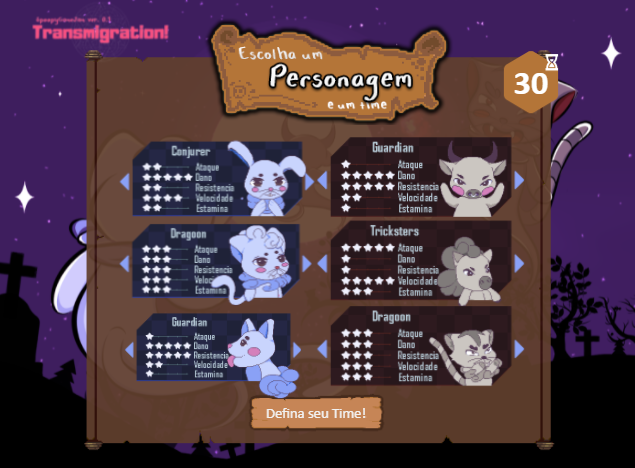 Transmigration!
Escolha um
Personagem
e um time
30
Conjurer
Ataque
Dano
Resistencia
Velocidade
Estamina
Guardian
Ataque
Dano
Resistencia
Velocidade
Estamina
Dragoon
Ataque
Dano
Resistencia
Estamina
Tricksters
Ataque
Dano
Resistencia
Velocidade
Estamina
Guardian
Ataque
Dano
Resistencia
Velocidade
Estamina
Dragoon
Ataque
Dano
Resistencia
Velocidade
Estamina
Defina seu Time!